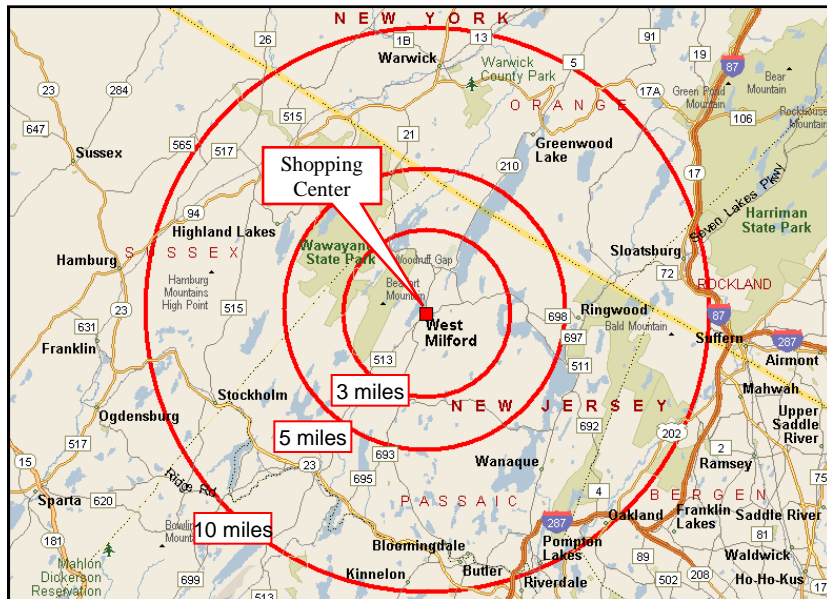 NEW YORK
26
1B
13
91
19
Warwick
Warwick
County Park
5
87
Bear
Mountain
23
284
17A
Green Pond
Mountain
ORANGE
Rockhouse
Mountain
515
106
647
565
517
21
Greenwood
Lake
Sussex
210
17
Shopping
Center
Seven Lakes Pkwy
94
Highland Lakes
Harriman
State Park
Wawayanda
State Park
SUSSEX
Sloatsburg
Woodruff Gap
Hamburg
72
Hamburg
Mountains
High Point
Bearfort
Mountain
ROCKLAND
515
23
West
Milford
698
Ringwood
Bald Mountain
87
631
697
Suffern
287
Franklin
513
511
Airmont
Stockholm
3 miles
Mahwah
NEW JERSEY
Ogdensburg
Upper
Saddle
River
5 miles
692
202
517
693
2
15
23
Wanaque
Ramsey
Ridge Rd
695
75
Sparta
620
PASSAIC
4
BERGEN
10 miles
287
Oakland
Franklin
Lakes
Saddle River
181
Bloomingdale
Pompton
Lakes
81
Mahlon
Dickerson
Reservation
Waldwick
699
Butler
89
Kinnelon
Riverdale
502
208
Ho-Ho-Kus
513
17